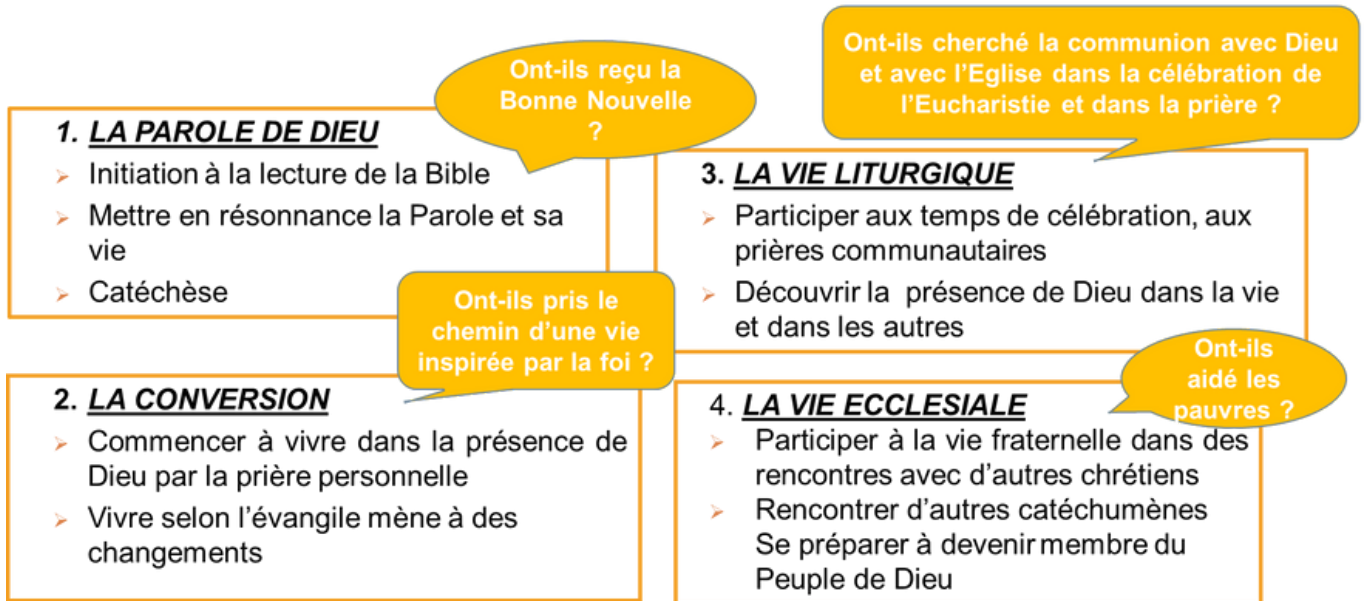 Ont-ils reçu la
Bonne Nouvelle
?
1. LA PAROLE DE DIEU
➢ Initiation à la lecture de la Bible
➢ Mettre en résonnance la Parole et sa
vie
➢ Catéchèse
Ont-ils pris le
chemin d'une vie
inspirée par la foi ?
2. LA CONVERSION
➢ Commencer à vivre dans la présence de
Dieu par la prière personnelle
➢ Vivre selon l'évangile mène à des
changements
Ont-ils cherché la communion avec Dieu
et avec l'Eglise dans la célébration de
l'Eucharistie et dans la prière ?
3. LA VIE LITURGIQUE
➢ Participer aux temps de célébration, aux
prières communautaires
➢ Découvrir la présence de Dieu dans la vie
et dans les autres
Ont-ils
aidé les
pauvres ?
4. LA VIE ECCLESIALE
➢ Participer à la vie fraternelle dans des
rencontres avec d'autres chrétiens
➢ Rencontrer d'autres catéchumènes
Se préparer à devenir membre du
Peuple de Dieu